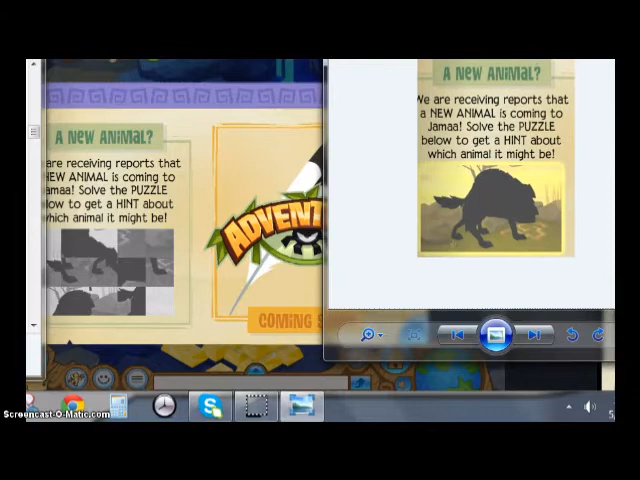 A NEW ANIMAL?
are receiving reports that
NEW ANIMAL is coming to
Jamaa! Solve the PUZZLE
below to get a HINT about
which animal it might be!
ADVENT
COMING S
A NEW ANIMAL?
We are receiving reports that
a NEW ANIMAL is coming to
Jamaa! Solve the PUZZLE
below to get a HINT about
which animal it might be!
Screencast-O-Matic.com
5